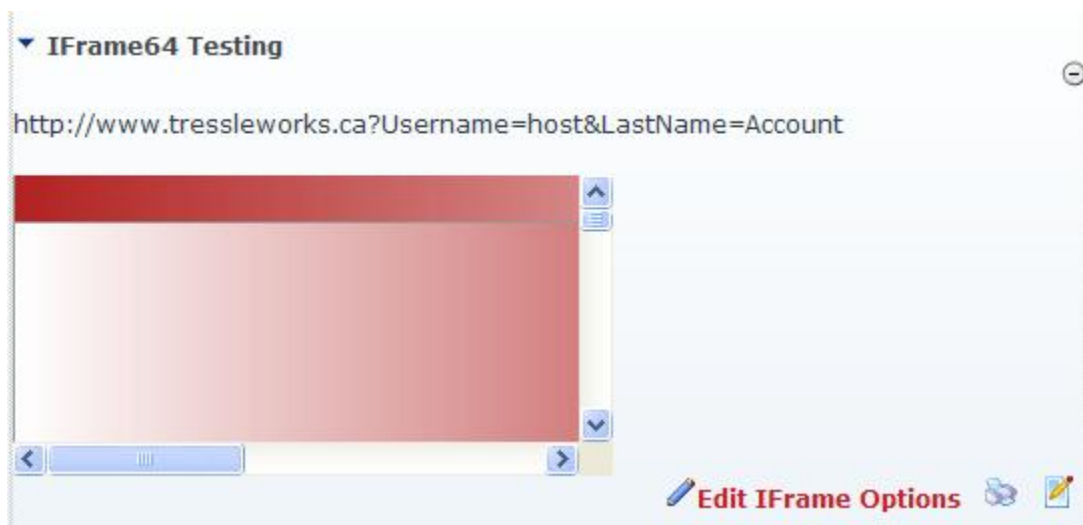 IFrame64 Testing
http://www.tressleworks.ca?Username=host&LastName=Account
Edit IFrame Options